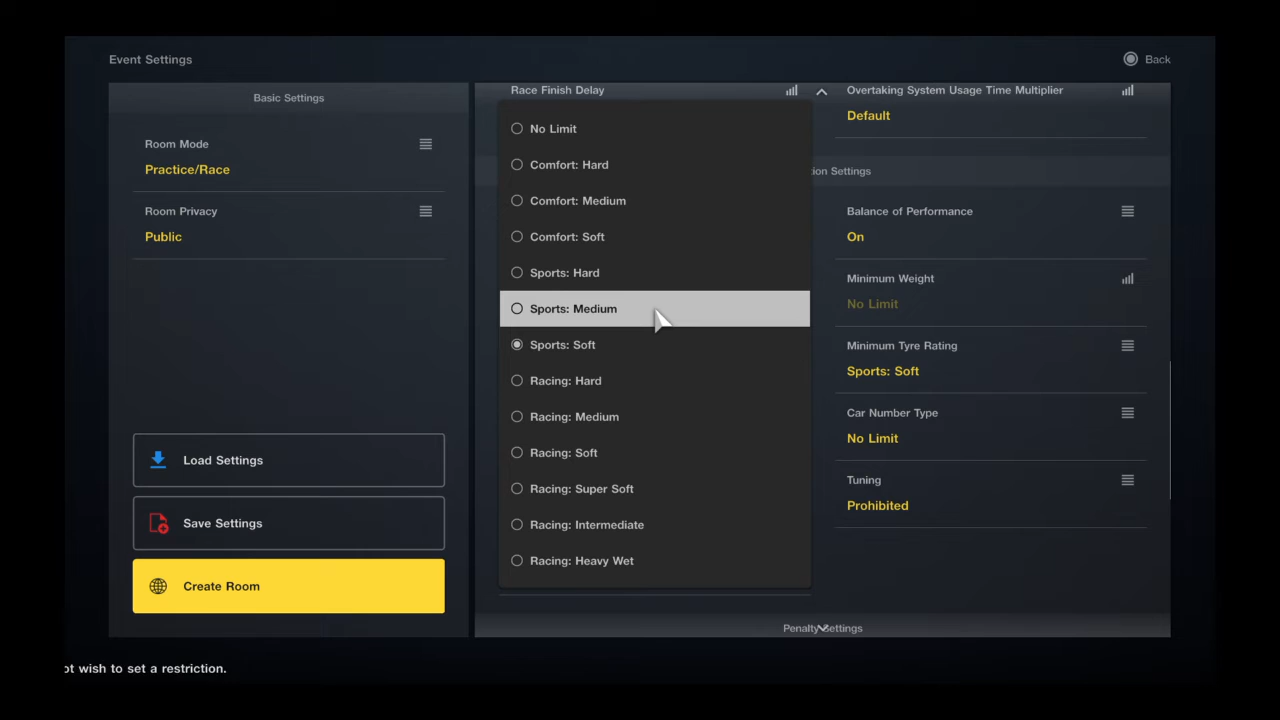 Event Settings
Back
Basic Settings
Room Mode
Practice/Race
Room Privacy
Public
Load Settings
Save Settings
Create Room
Race Finish Delay
No Limit
Comfort: Hard
Comfort: Medium
Comfort: Soft
Sports: Hard
Sports: Medium
Sports: Soft
Racing: Hard
Racing: Medium
Racing: Soft
Racing: Super Soft
Racing: Intermediate
Racing: Heavy Wet
Overtaking System Usage Time Multiplier
Default
ion Settings
Balance of Performance
On
Minimum Weight
No Limit
Minimum Tyre Rating
Sports: Soft
Car Number Type
No Limit
Tuning
Prohibited
Penalty Settings
ot wish to set a restriction.